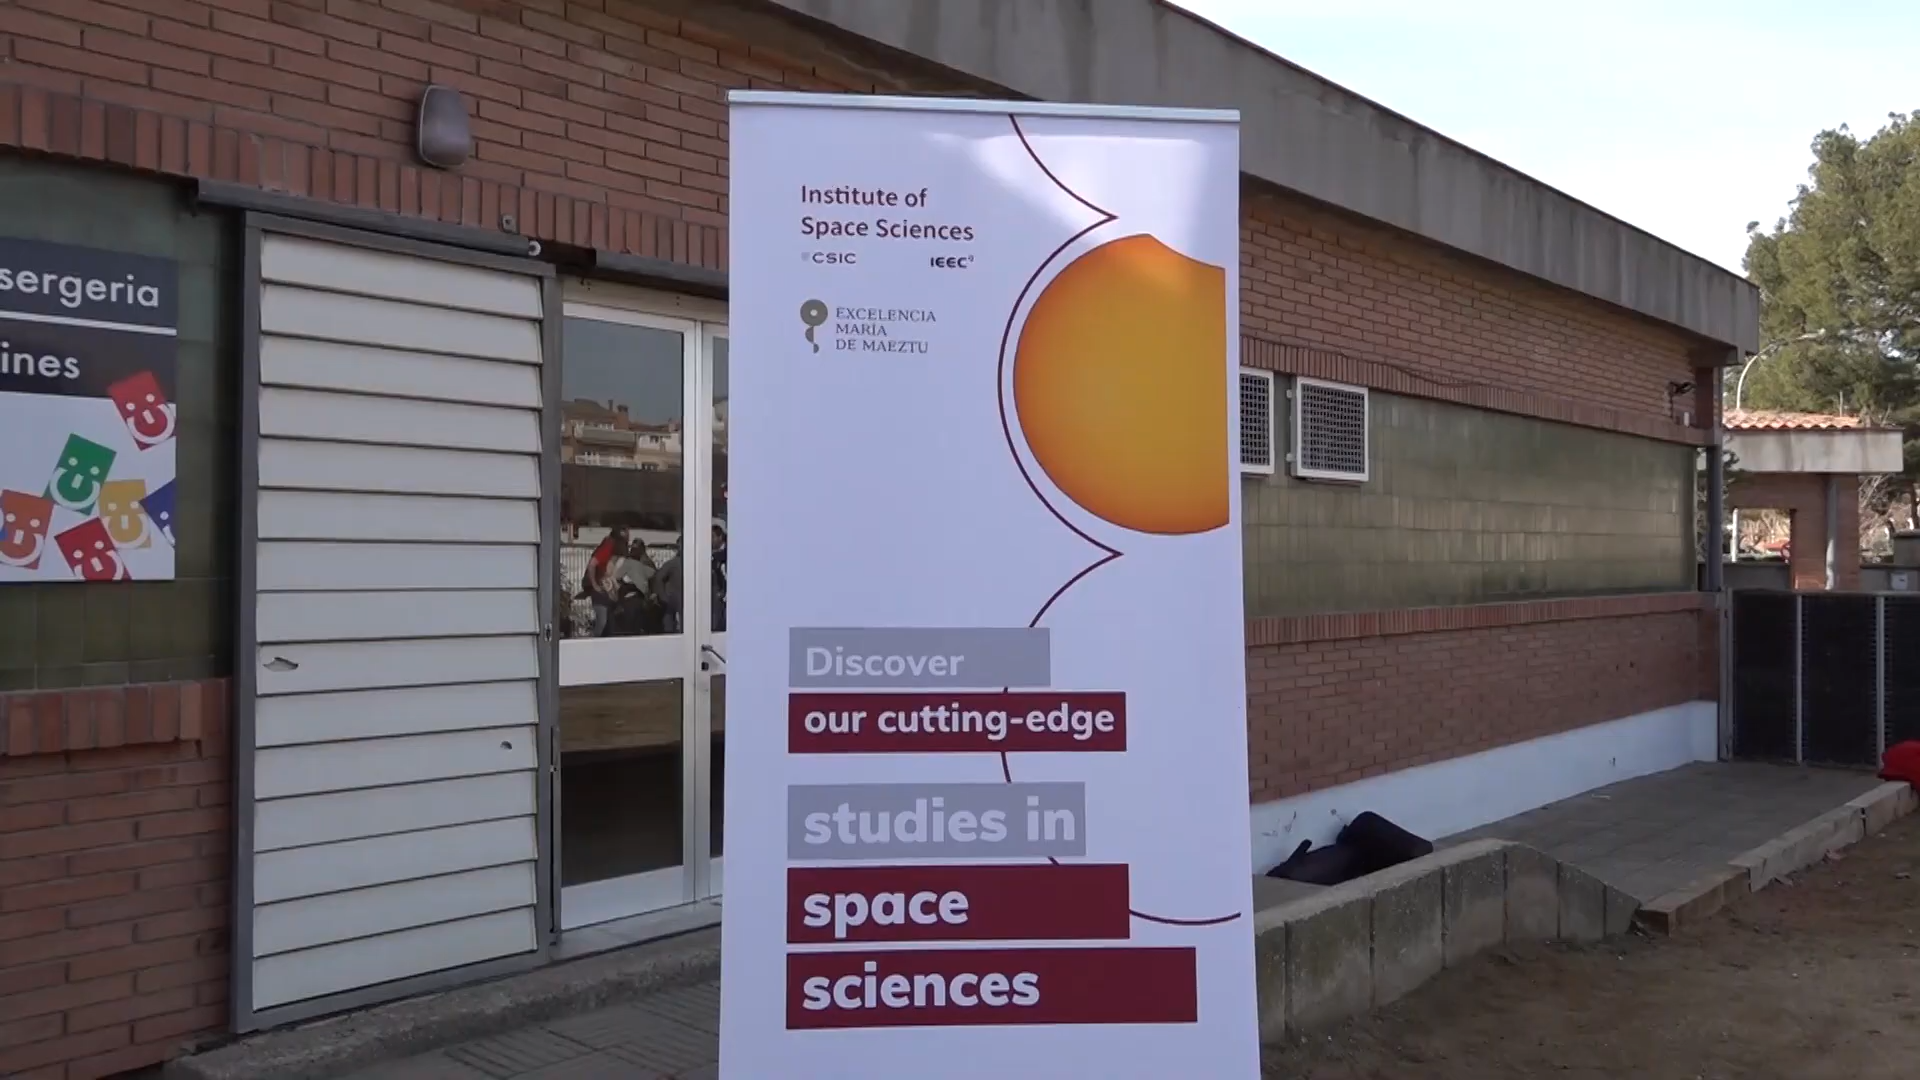 sergeria
ines
Institute of
Space Sciences
CSIC IEEC
EXCELENCIA
MARÍA
DE MAEZTU
Discover
our cutting-edge
studies in
space
sciences